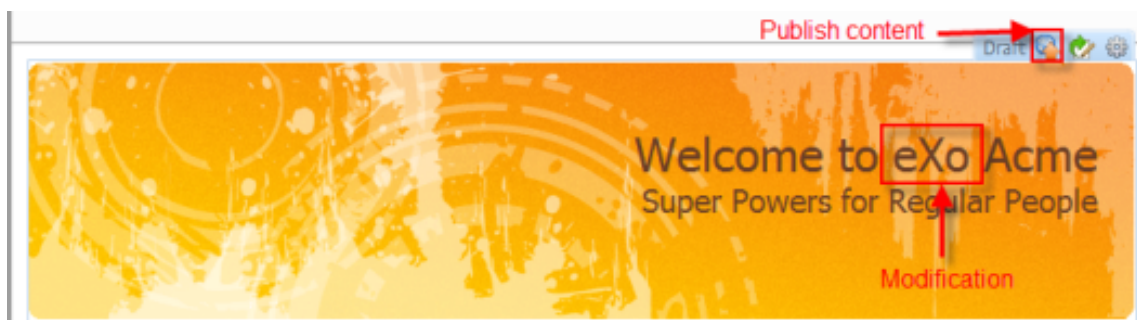 Publish content
Draft
Welcome to eXo Acme
Super Powers for Regular People
Modification